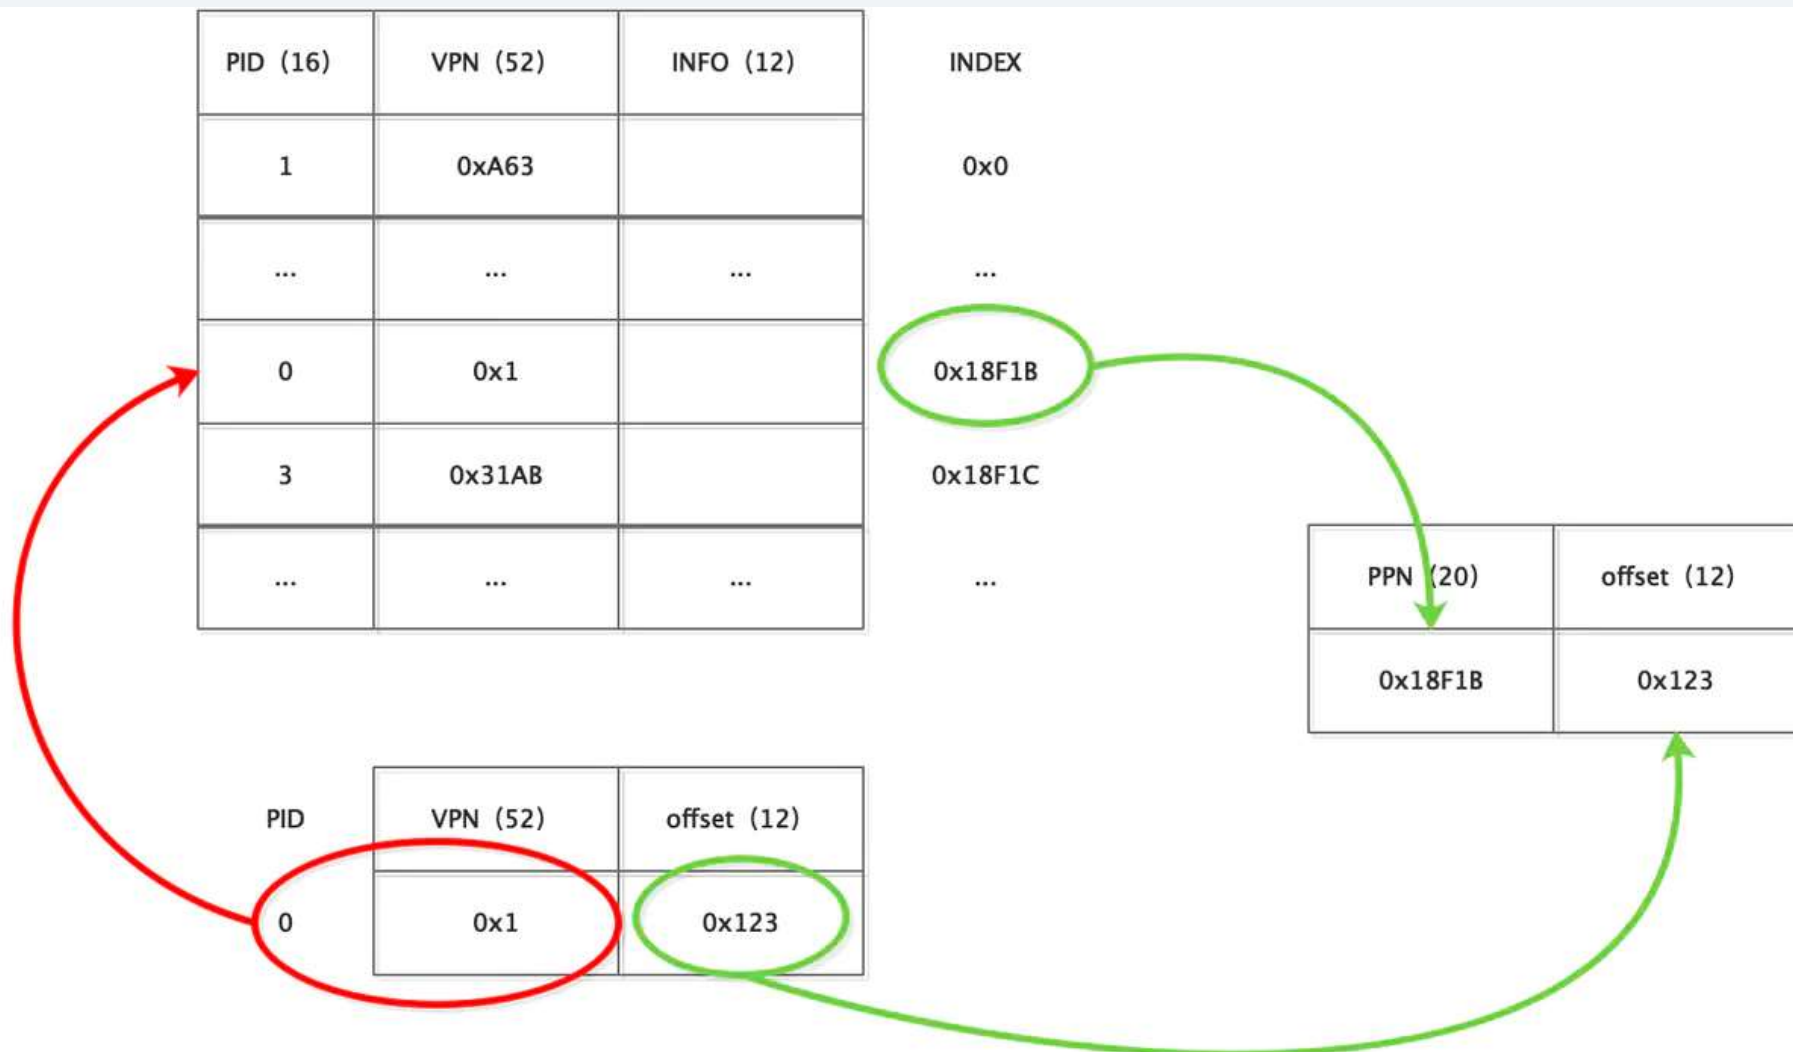 PID (16) VPN (52) INFO (12) INDEX
1 0xA63 0x0
... ... ... ...
0 0x1 0x18F1B
3 0x31AB 0x18F1C
... ... ... ...
PPN (20) offset (12)
0x18F1B 0x123
PID VPN (52) offset (12)
0 0x1 0x123